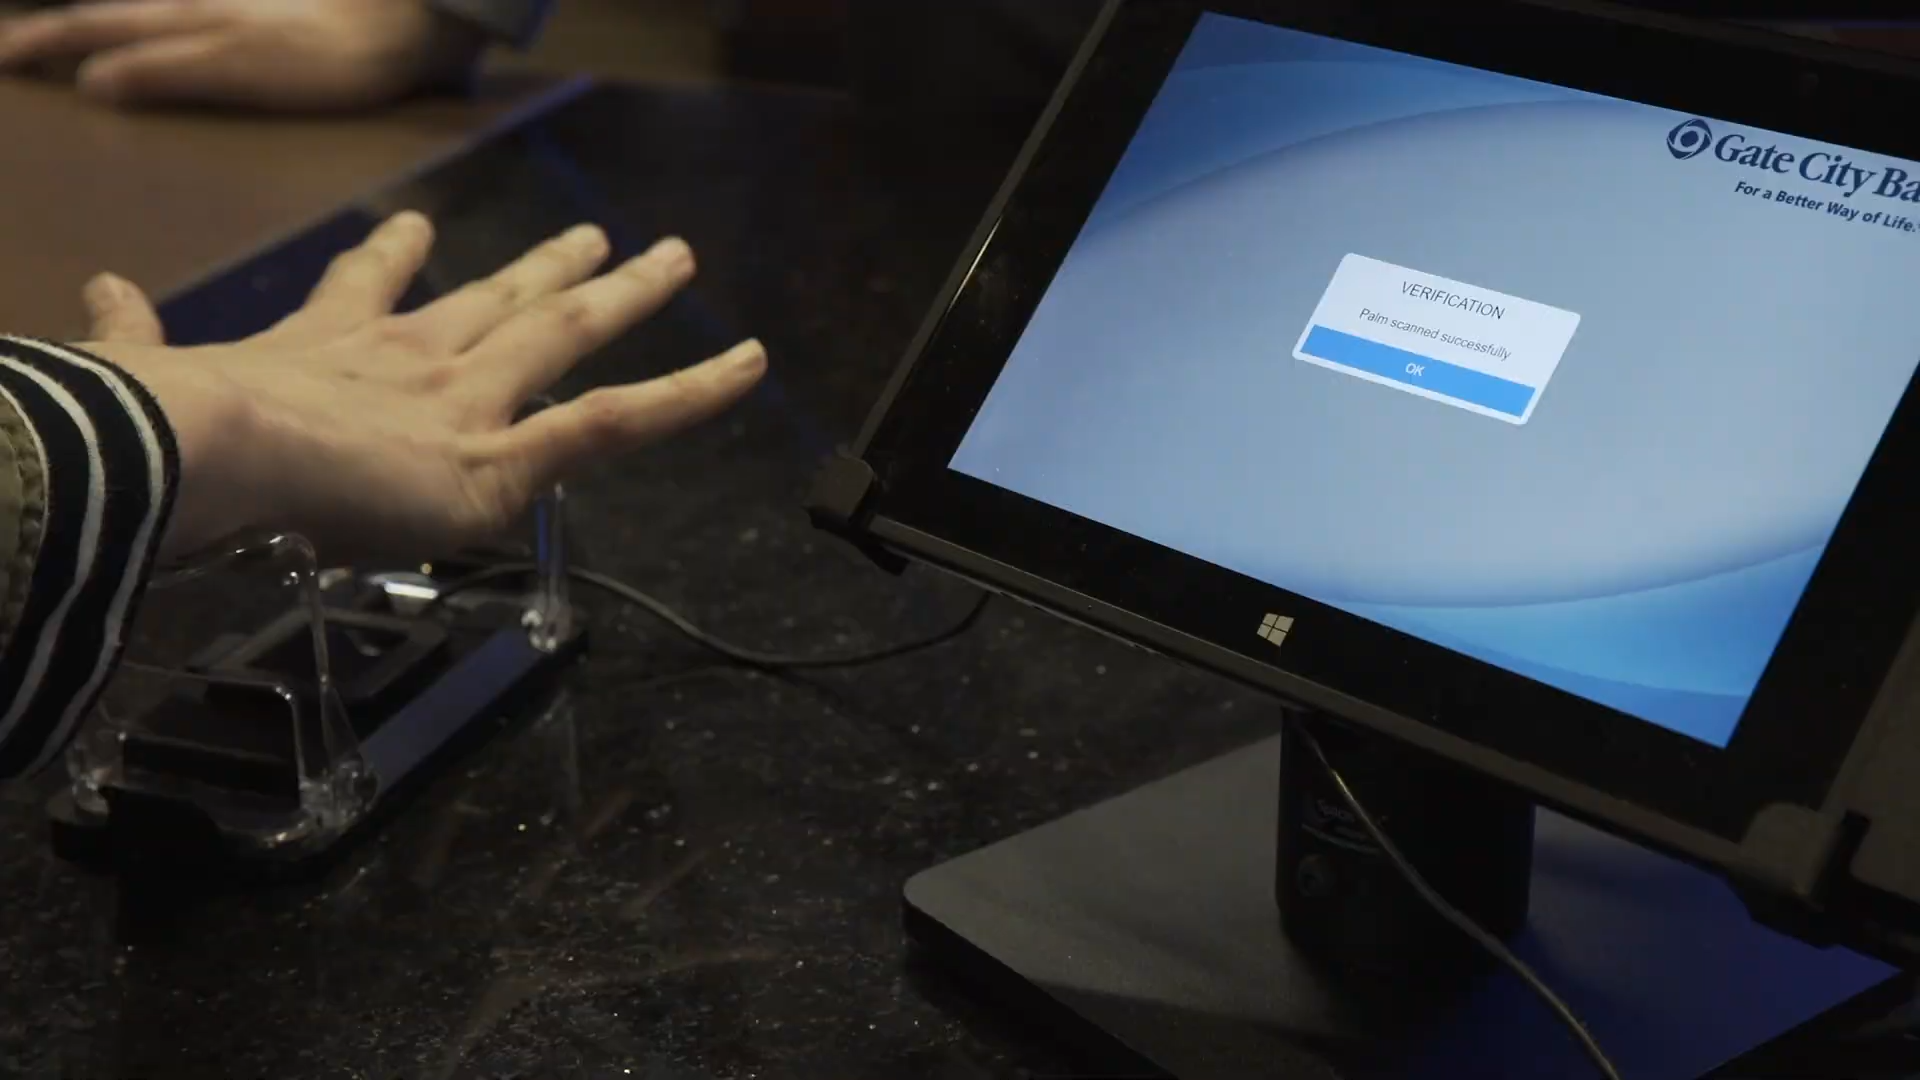 Gate City Ba
For a Better Way of Life.
VERIFICATION
Palm scanned successfully
OK